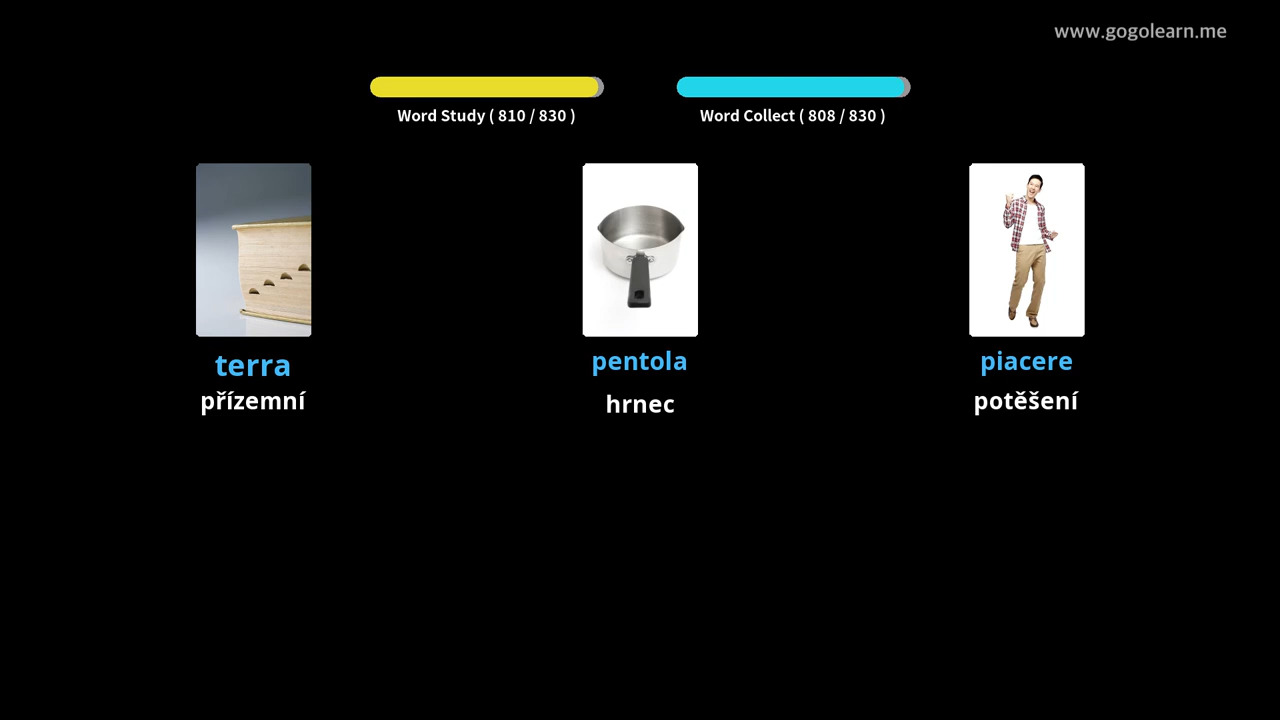 www.gogolearn.me
Word Study ( 810 / 830 )
Word Collect ( 808 / 830 )
terra
přízemní
pentola
hrnec
piacere
potěšení